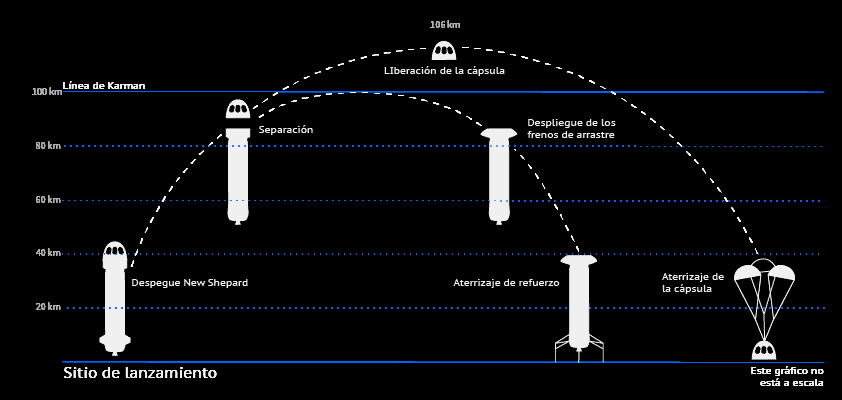 106 km
LIberación de la cápsula
Línea de Karman
100 km
Separación
Despliegue de los
frenos de arrastre
80 km
60 km
40 km
Despegue New Shepard
Aterrizaje de refuerzo
Aterrizaje de
la cápsula
20 km
Sitio de lanzamiento
Este gráfico no
está a escala